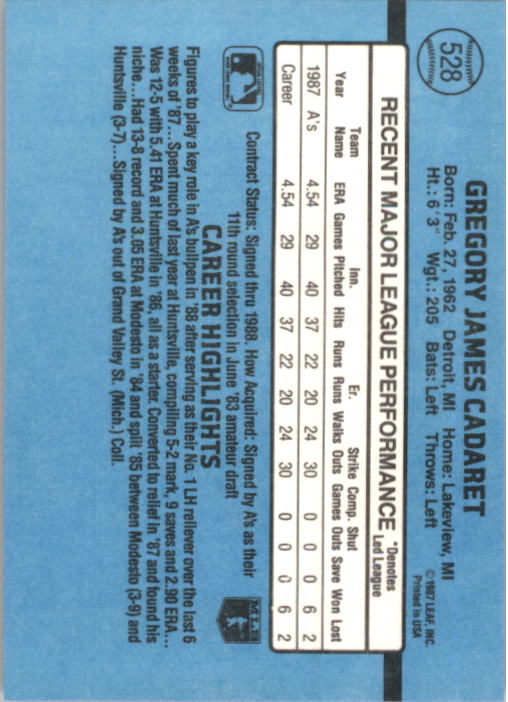 528
GREGORY JAMES CADARET
Born: Feb. 27, 1962 Detroit, MI Home: Lakeview, MI
Ht.: 6'3" Wgt.: 205 Bats: Left Throws: Left
© 1987 LEAF, INC.
Printed in USA
RECENT MAJOR LEAGUE PERFORMANCE *Denotes
Led League
Team Inn. Er. Strike Comp. Shut
Year Name ERA Games Pitched Hits Runs Runs Walks Outs Games Outs Save Won Lost
1987 A's 4.54 29 40 37 22 20 24 30 0 0 0 6 2
Career 4.54 29 40 37 22 20 24 30 0 0 0 6 2
Contract Status: Signed thru 1988. How Acquired: Signed by A's as their
11th round selection in June '83 amateur draft
MLB
CAREER HIGHLIGHTS
Figures to play a key role in A's bullpen in '88 after serving as their No. 1 LH reliever over the last 6
weeks of '87...Spent much of last year at Huntsville, compiling 5-2 mark, 9 saves and 2.90 ERA...
Was 12-5 with 5.41 ERA at Huntsville in '86, all as a starter. Converted to relief in '87 and found his
niche...Had 13-8 record and 3.05 ERA at Modesto in '84 and split '85 between Modesto (3-9) and
Huntsville (3-7)...Signed by A's out of Grand Valley St. (Mich.) Coll.